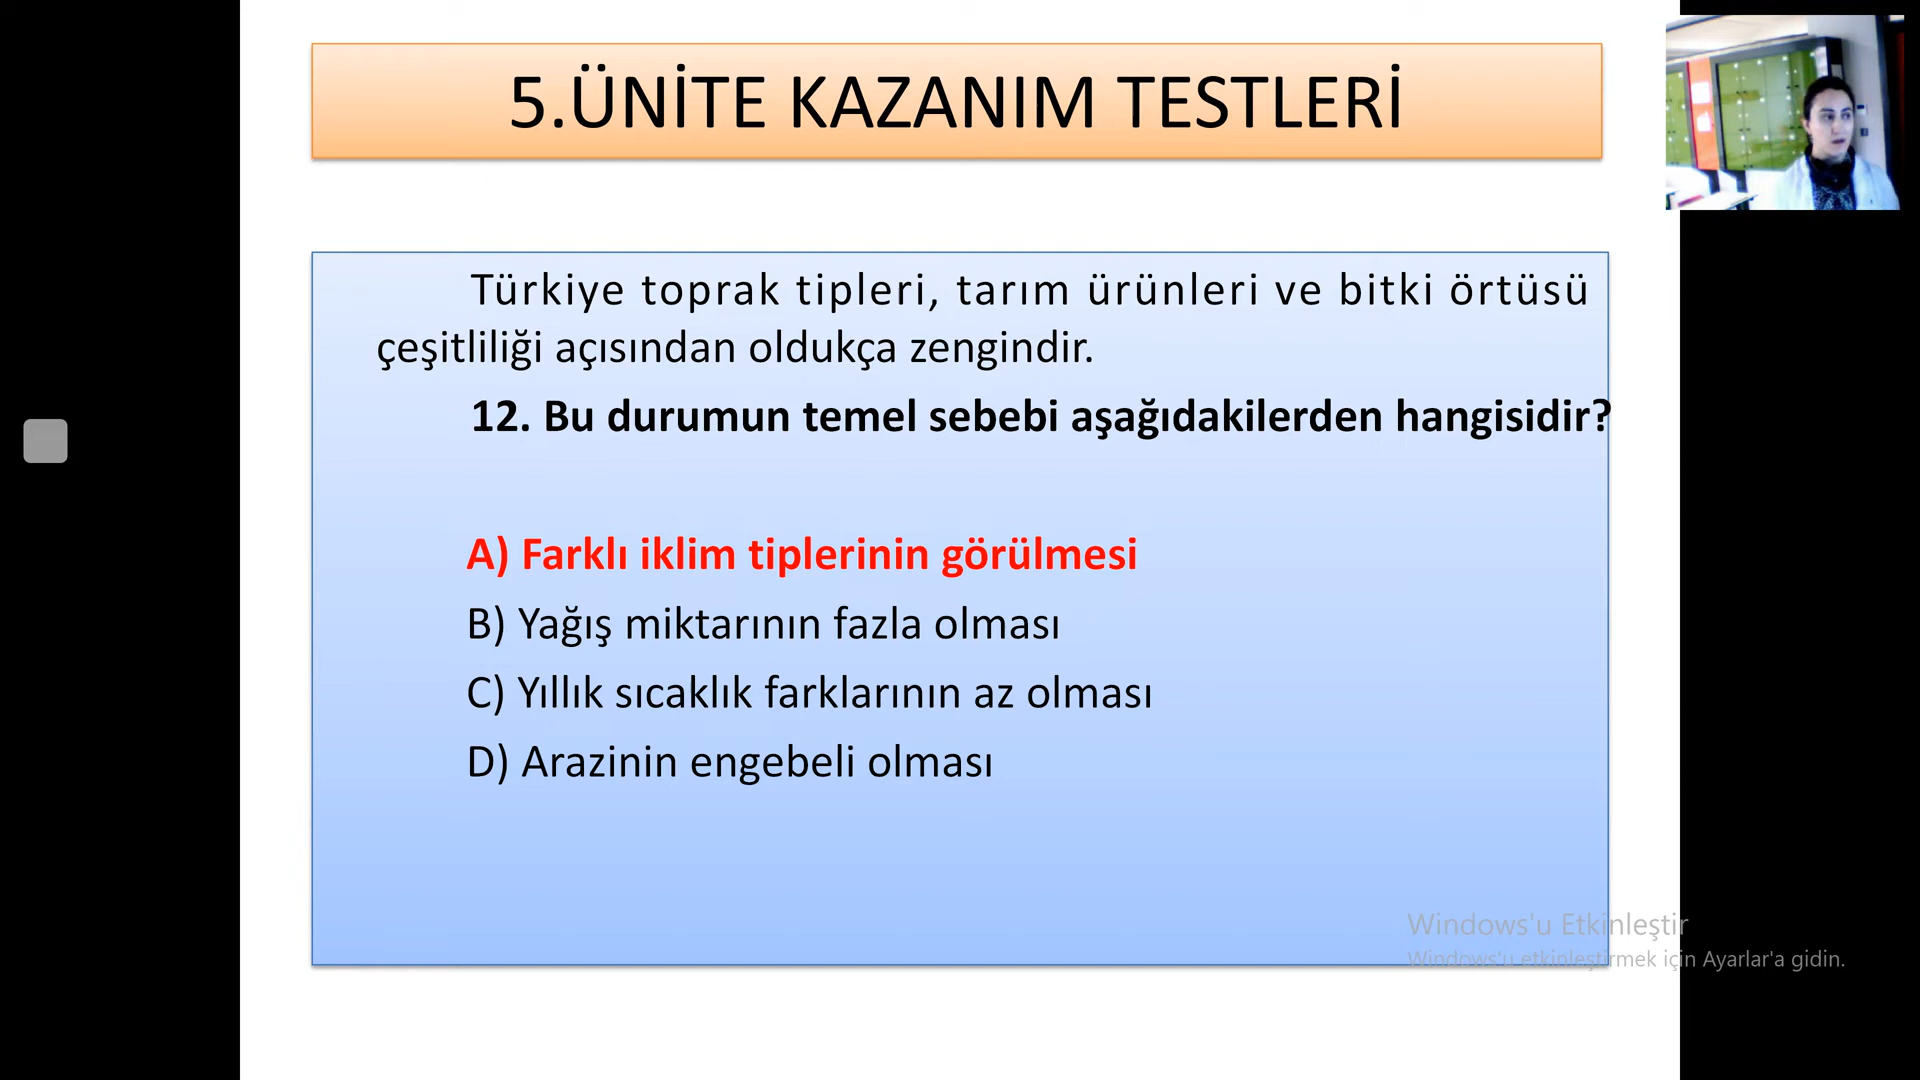 5.ÜNİTE KAZANIM TESTLERİ
Türkiye toprak tipleri, tarım ürünleri ve bitki örtüsü
çeşitliliği açısından oldukça zengindir.
12. Bu durumun temel sebebi aşağıdakilerden hangisidir?
A) Farklı iklim tiplerinin görülmesi
B) Yağış miktarının fazla olması
C) Yıllık sıcaklık farklarının az olması
D) Arazinin engebeli olması
Windows'u Etkinleştir
Windows'u etkinleştirmek için Ayarlar'a gidin.